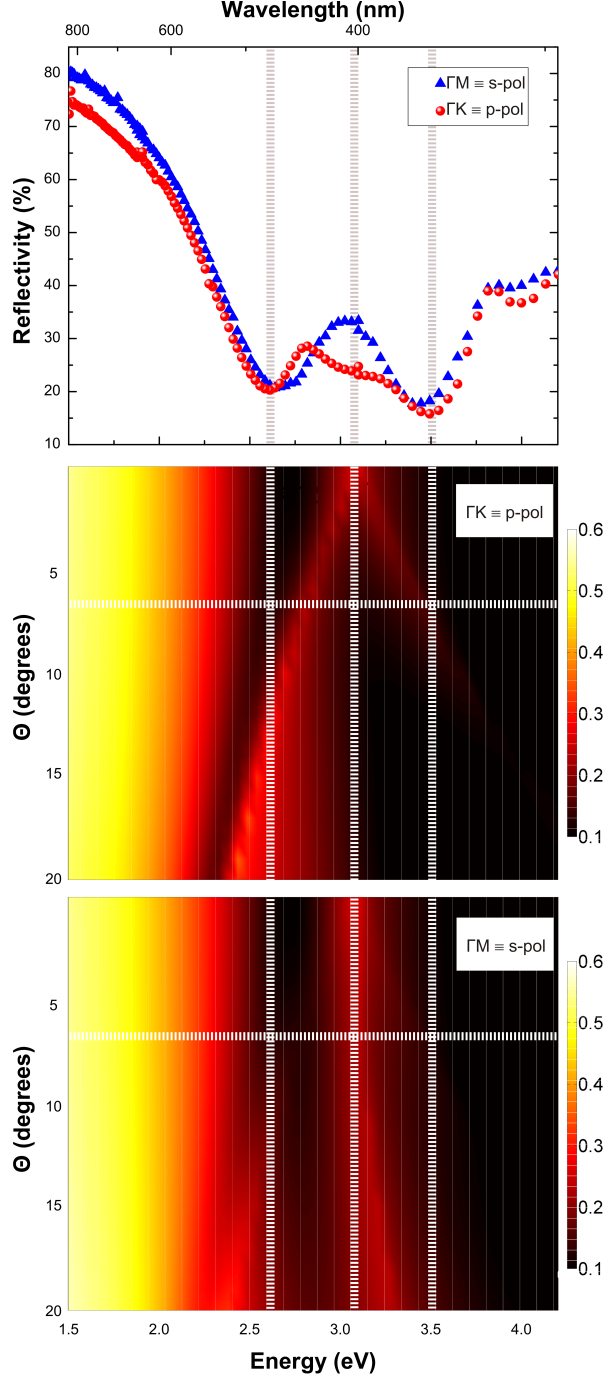 Wavelength (nm)
800 600 400
80
70
60
50
40
30
20
10
Reflectivity (%)
ΓM ≡ s-pol
ΓK ≡ p-pol
ΓK ≡ p-pol
5
10
15
20
Θ (degrees)
0.6
0.5
0.4
0.3
0.2
0.1
ΓM ≡ s-pol
5
10
15
20
Θ (degrees)
0.6
0.5
0.4
0.3
0.2
0.1
1.5 2.0 2.5 3.0 3.5 4.0
Energy (eV)